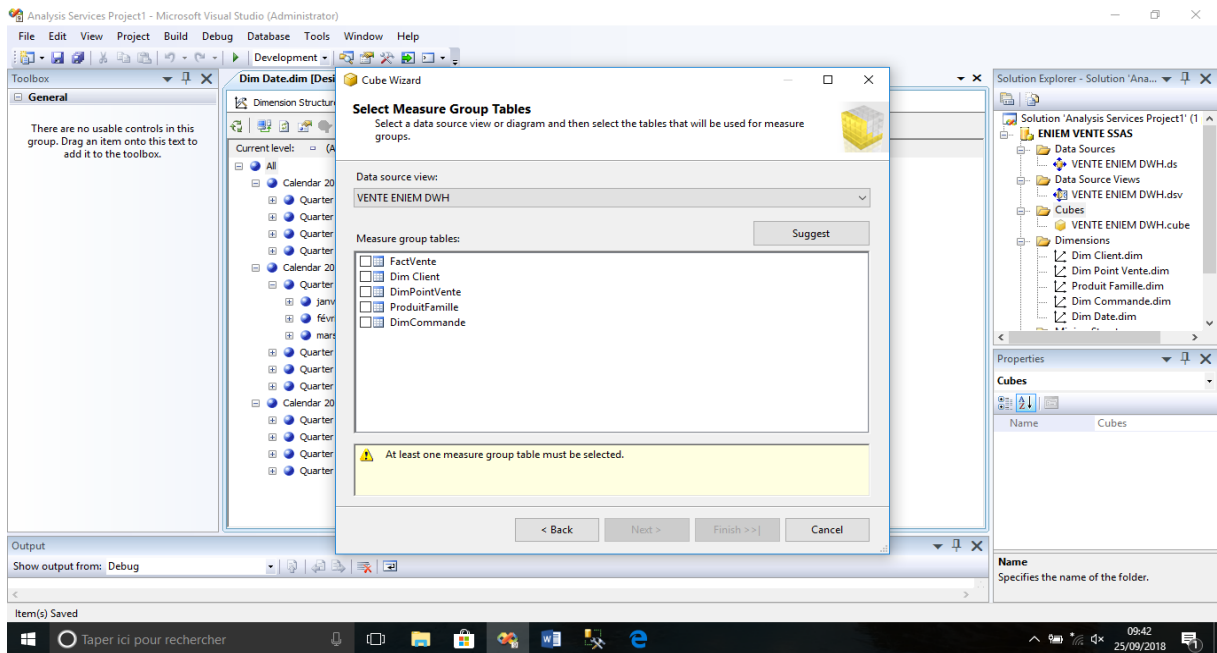 Analysis Services Project1 - Microsoft Visual Studio (Administrator)
File Edit View Project Build Debug Database Tools Window Help
Development
Toolbox
General
There are no usable controls in this
group. Drag an item onto this text to
add it to the toolbox.
Dim Date.dim [Desi
Dimension Structur
Current level: (A
All
Calendar 20
Quarter
Quarter
Quarter
Quarter
Calendar 20
Quarter
janv
févr
mars
Quarter
Quarter
Quarter
Calendar 20
Quarter
Quarter
Quarter
Quarter
Cube Wizard
Select Measure Group Tables
Select a data source view or diagram and then select the tables that will be used for measure
groups.
Data source view:
VENTE ENIEM DWH
Suggest
Measure group tables:
FactVente
Dim Client
DimPointVente
ProduitFamille
DimCommande
At least one measure group table must be selected.
< Back Next > Finish >>| Cancel
Solution Explorer - Solution 'Ana...
Solution 'Analysis Services Project1' (1
ENIEM VENTE SSAS
Data Sources
VENTE ENIEM DWH.ds
Data Source Views
VENTE ENIEM DWH.dsv
Cubes
VENTE ENIEM DWH.cube
Dimensions
Dim Client.dim
Dim Point Vente.dim
Produit Famille.dim
Dim Commande.dim
Dim Date.dim
Properties
Cubes
Name Cubes
Name
Specifies the name of the folder.
Output
Show output from: Debug
Item(s) Saved
Taper ici pour rechercher
09:42
25/09/2018